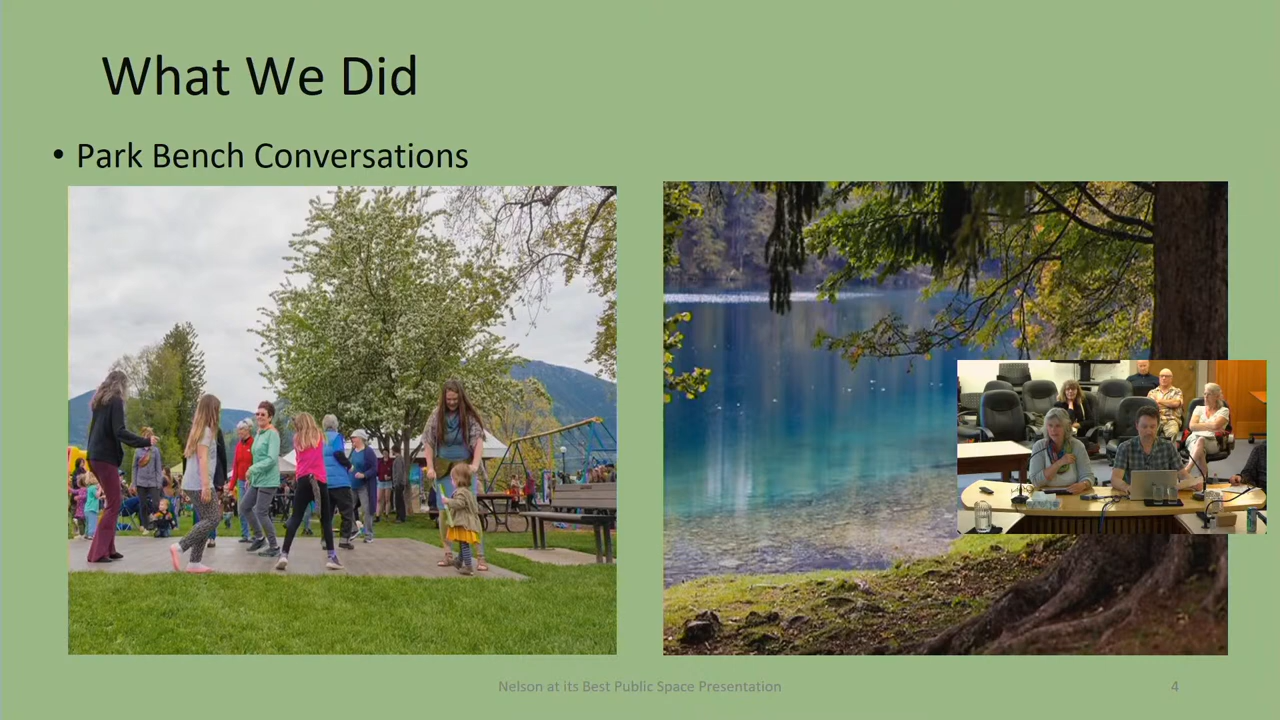 What We Did
• Park Bench Conversations
Nelson at its Best Public Space Presentation
4